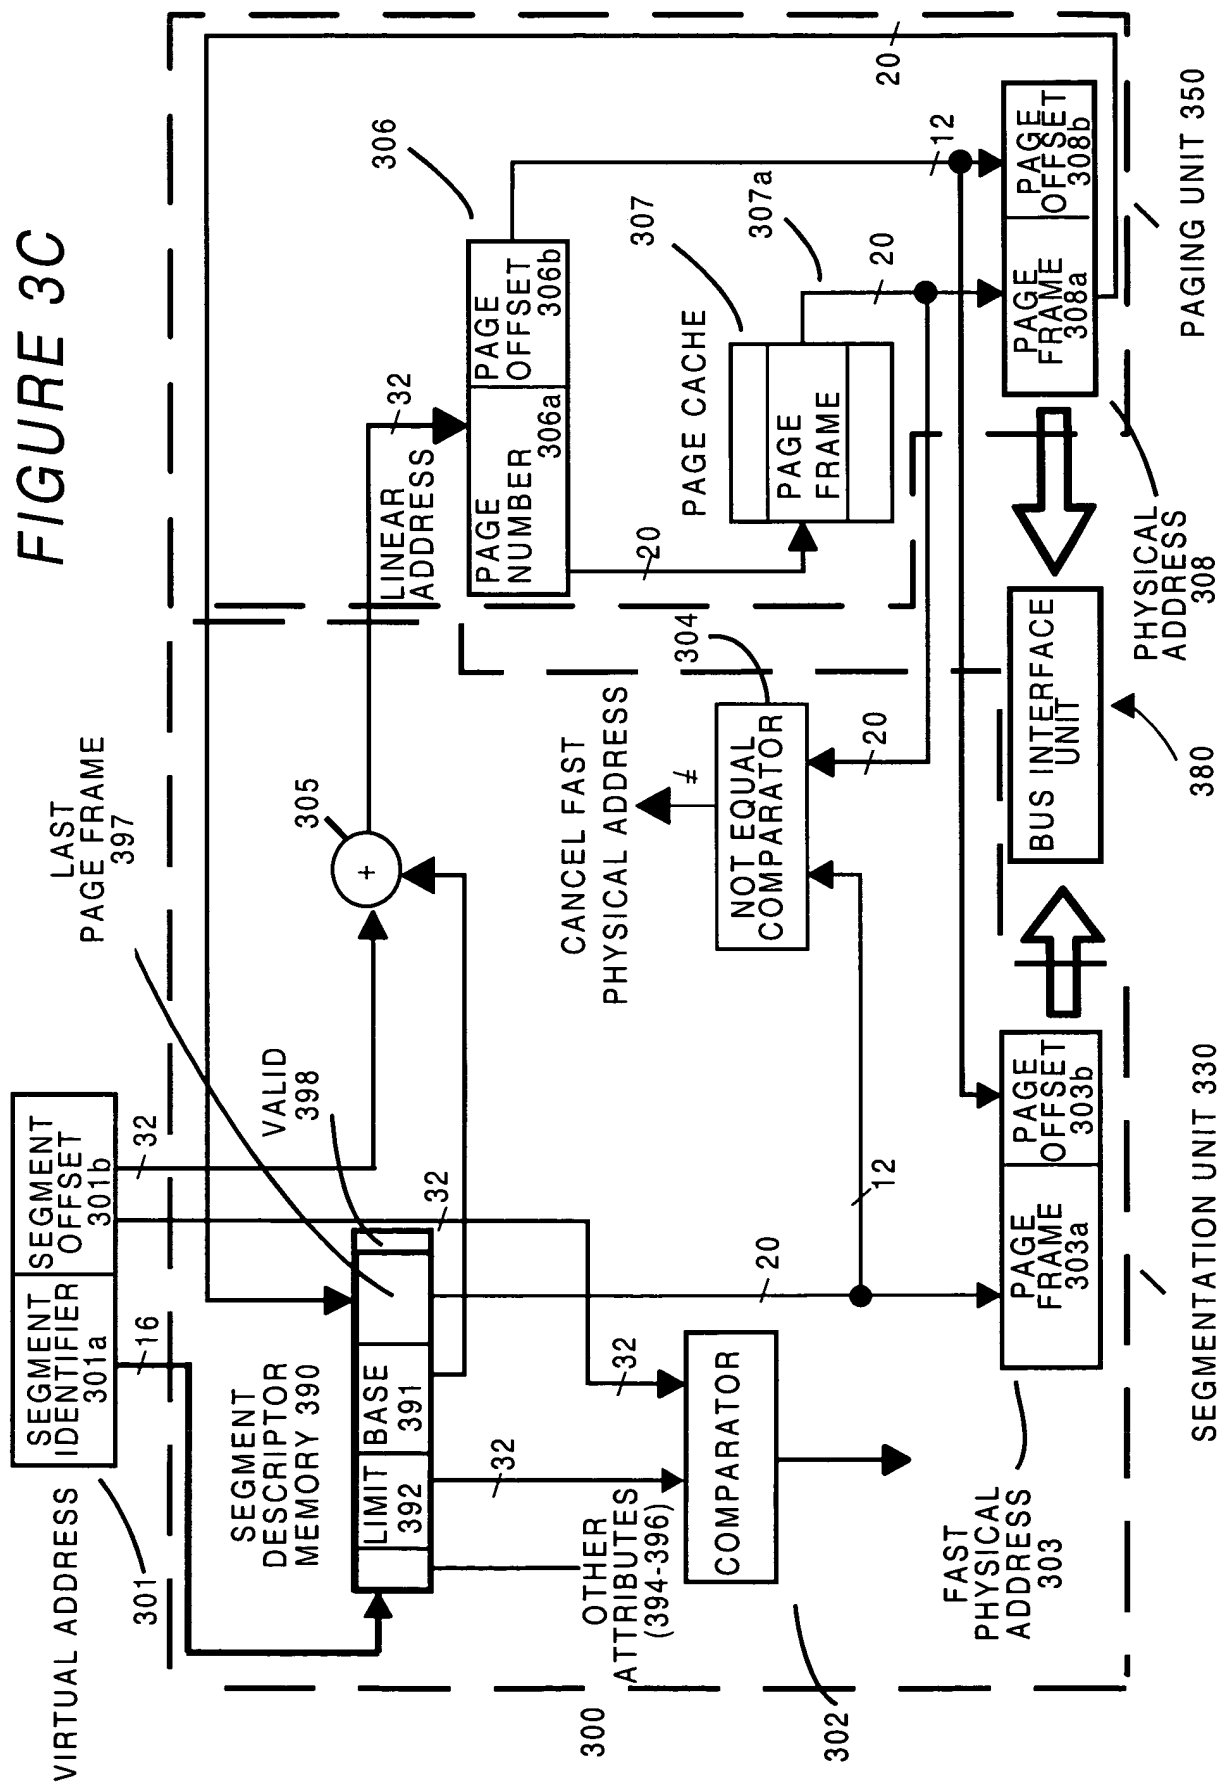 FIGURE 3C
VIRTUAL ADDRESS
301
SEGMENT
IDENTIFIER
301a
SEGMENT
OFFSET
301b
16
32
LAST
PAGE FRAME
397
VALID
398
SEGMENT
DESCRIPTOR
MEMORY 390
LIMIT
392
BASE
391
32
305
+
LINEAR
ADDRESS
32
306
PAGE
NUMBER
306a
PAGE
OFFSET
306b
20
12
20
PAGE CACHE
307
307a
PAGE
FRAME
20
OTHER
ATTRIBUTES
(394-396)
32
32
COMPARATOR
302
300
20
12
CANCEL FAST
PHYSICAL ADDRESS
≠
304
NOT EQUAL
COMPARATOR
20
FAST
PHYSICAL
ADDRESS
303
PAGE
FRAME
303a
PAGE
OFFSET
303b
BUS INTERFACE
UNIT
380
PAGE
FRAME
308a
PAGE
OFFSET
308b
PHYSICAL
ADDRESS
308
SEGMENTATION UNIT 330
PAGING UNIT 350